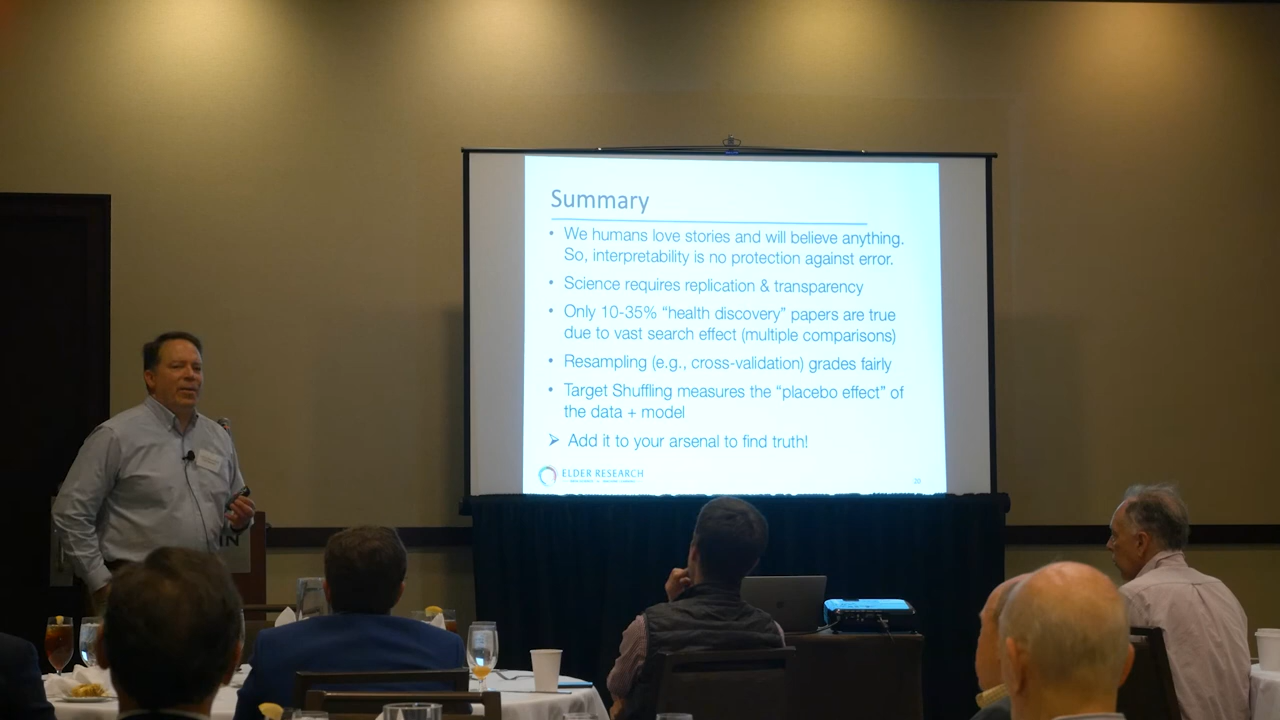 Summary
• We humans love stories and will believe anything.
So, interpretability is no protection against error.
• Science requires replication & transparency
• Only 10-35% “health discovery” papers are true
due to vast search effect (multiple comparisons)
• Resampling (e.g., cross-validation) grades fairly
• Target Shuffling measures the “placebo effect” of
the data + model
➢ Add it to your arsenal to find truth!
ELDER RESEARCH
20
IN